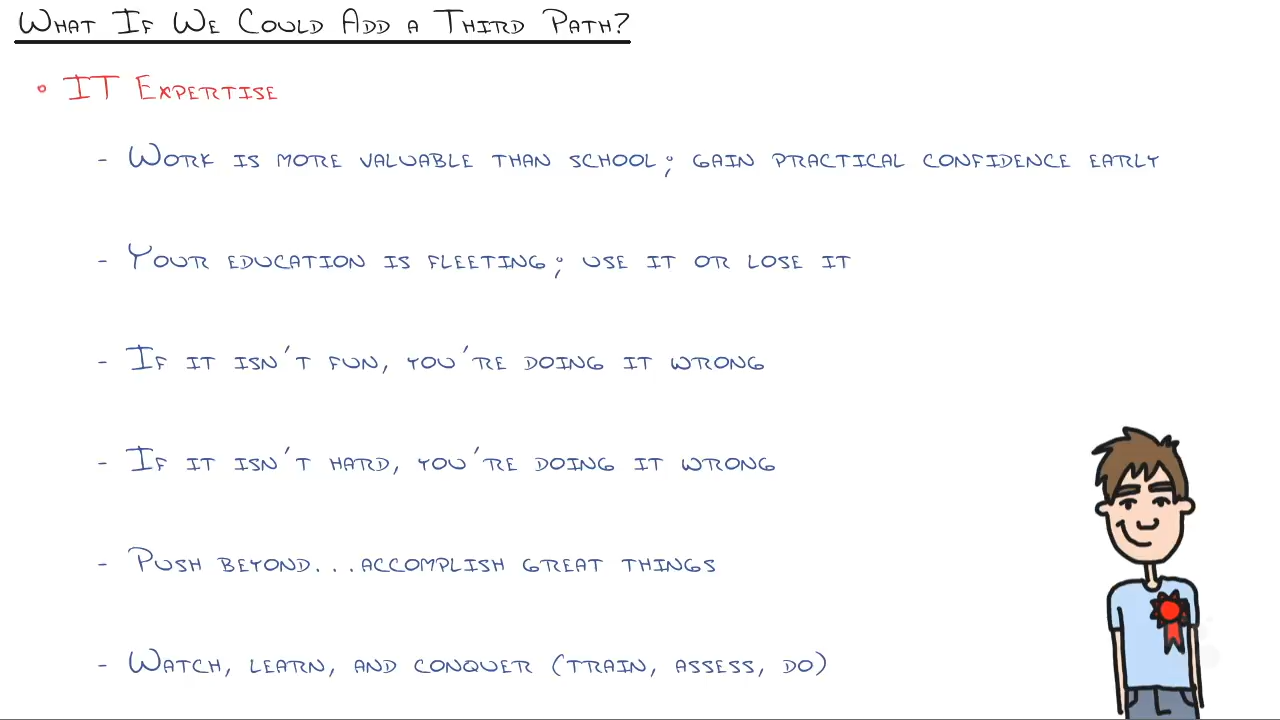 What If We Could Add a Third Path?
• IT Expertise
- Work is more valuable than school; gain practical confidence early
- Your education is fleeting; use it or lose it
- If it isn't fun, you're doing it wrong
- If it isn't hard, you're doing it wrong
- Push beyond...accomplish great things
- Watch, learn, and conquer (train, assess, do)